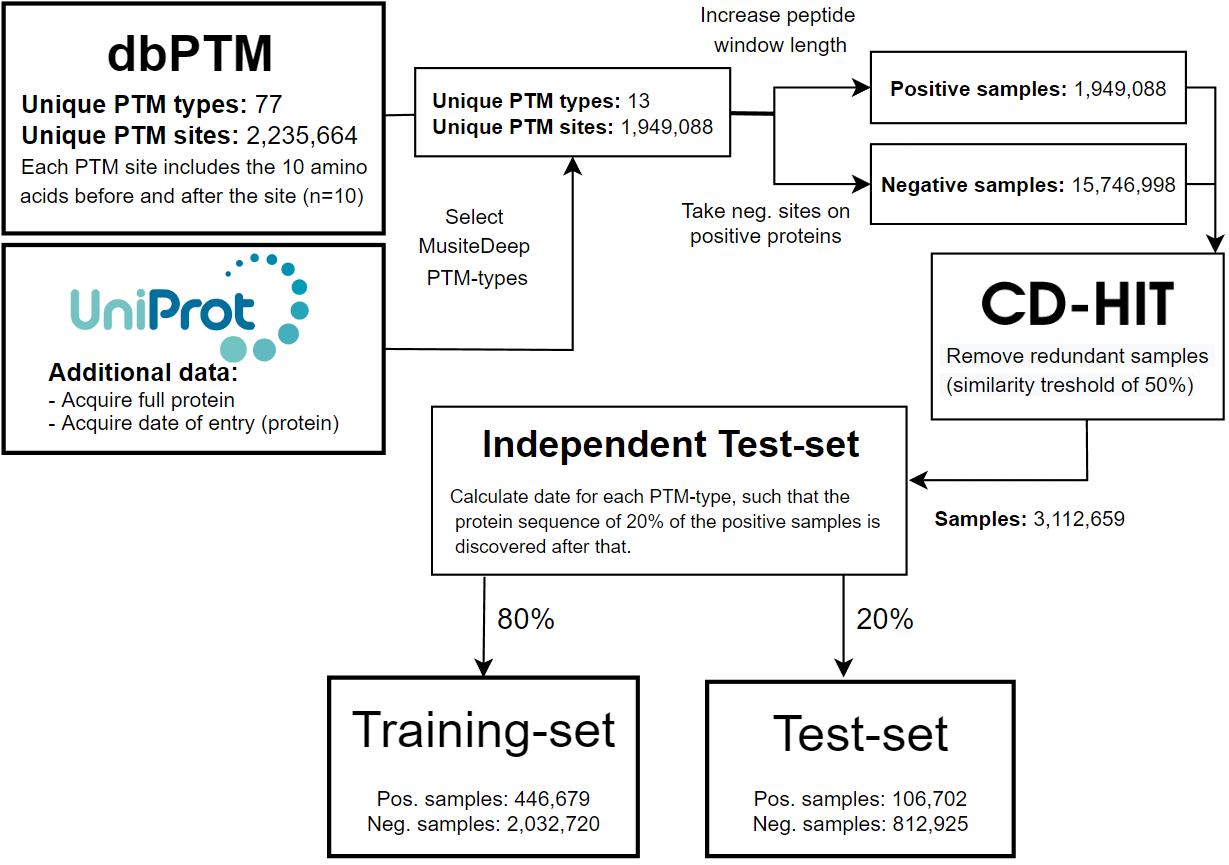 dbPTM
Unique PTM types: 77
Unique PTM sites: 2,235,664
Each PTM site includes the 10 amino
acids before and after the site (n=10)
UniProt
Additional data:
- Acquire full protein
- Acquire date of entry (protein)
Select
MusiteDeep
PTM-types
Unique PTM types: 13
Unique PTM sites: 1,949,088
Increase peptide
window length
Take neg. sites on
positive proteins
Positive samples: 1,949,088
Negative samples: 15,746,998
CD-HIT
Remove redundant samples
(similarity treshold of 50%)
Samples: 3,112,659
Independent Test-set
Calculate date for each PTM-type, such that the
protein sequence of 20% of the positive samples is
discovered after that.
80%
20%
Training-set
Pos. samples: 446,679
Neg. samples: 2,032,720
Test-set
Pos. samples: 106,702
Neg. samples: 812,925